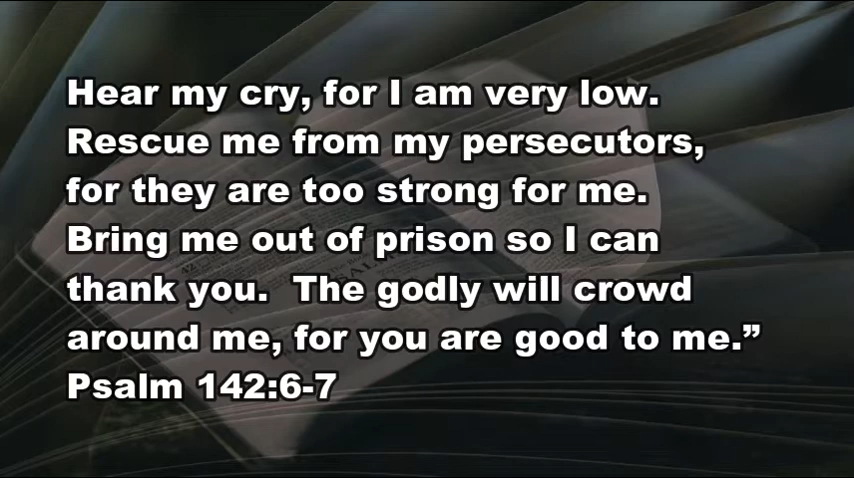 Hear my cry, for I am very low.
Rescue me from my persecutors,
for they are too strong for me.
Bring me out of prison so I can
thank you.  The godly will crowd
around me, for you are good to me.”
Psalm 142:6-7